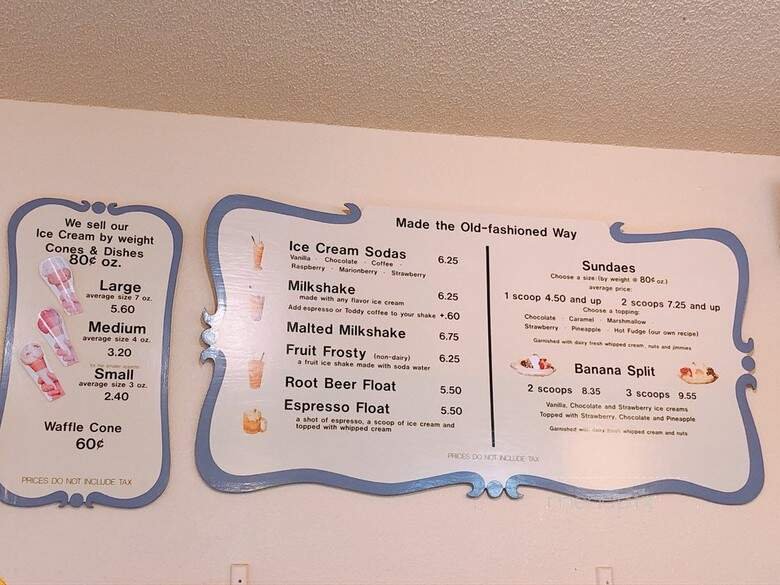 We sell our
Ice Cream by weight
Cones & Dishes
80¢ oz.
Large
average size 7 oz.
5.60
Medium
average size 4 oz.
3.20
Small
average size 3 oz.
2.40
Waffle Cone
60¢
PRICES DO NOT INCLUDE TAX
Made the Old-fashioned Way
Ice Cream Sodas 6.25
Vanilla · Chocolate · Coffee ·
Raspberry · Marionberry · Strawberry
Milkshake 6.25
made with any flavor ice cream
Add espresso or Toddy coffee to your shake +.60
Malted Milkshake 6.75
Fruit Frosty (non-dairy) 6.25
a fruit ice shake made with soda water
Root Beer Float 5.50
Espresso Float 5.50
a shot of espresso, a scoop of ice cream and
topped with whipped cream
Sundaes
Choose a size:(by weight @ 80¢ oz.)
average price:
1 scoop 4.50 and up 2 scoops 7.25 and up
Choose a topping:
Chocolate · Caramel · Marshmallow
Strawberry · Pineapple · Hot Fudge (our own recipe)
Garnished with dairy fresh whipped cream, nuts and jimmies
Banana Split
2 scoops 8.35 3 scoops 9.55
Vanilla, Chocolate and Strawberry ice creams
Topped with Strawberry, Chocolate and Pineapple
Garnished with dairy fresh whipped cream and nuts
PRICES DO NOT INCLUDE TAX